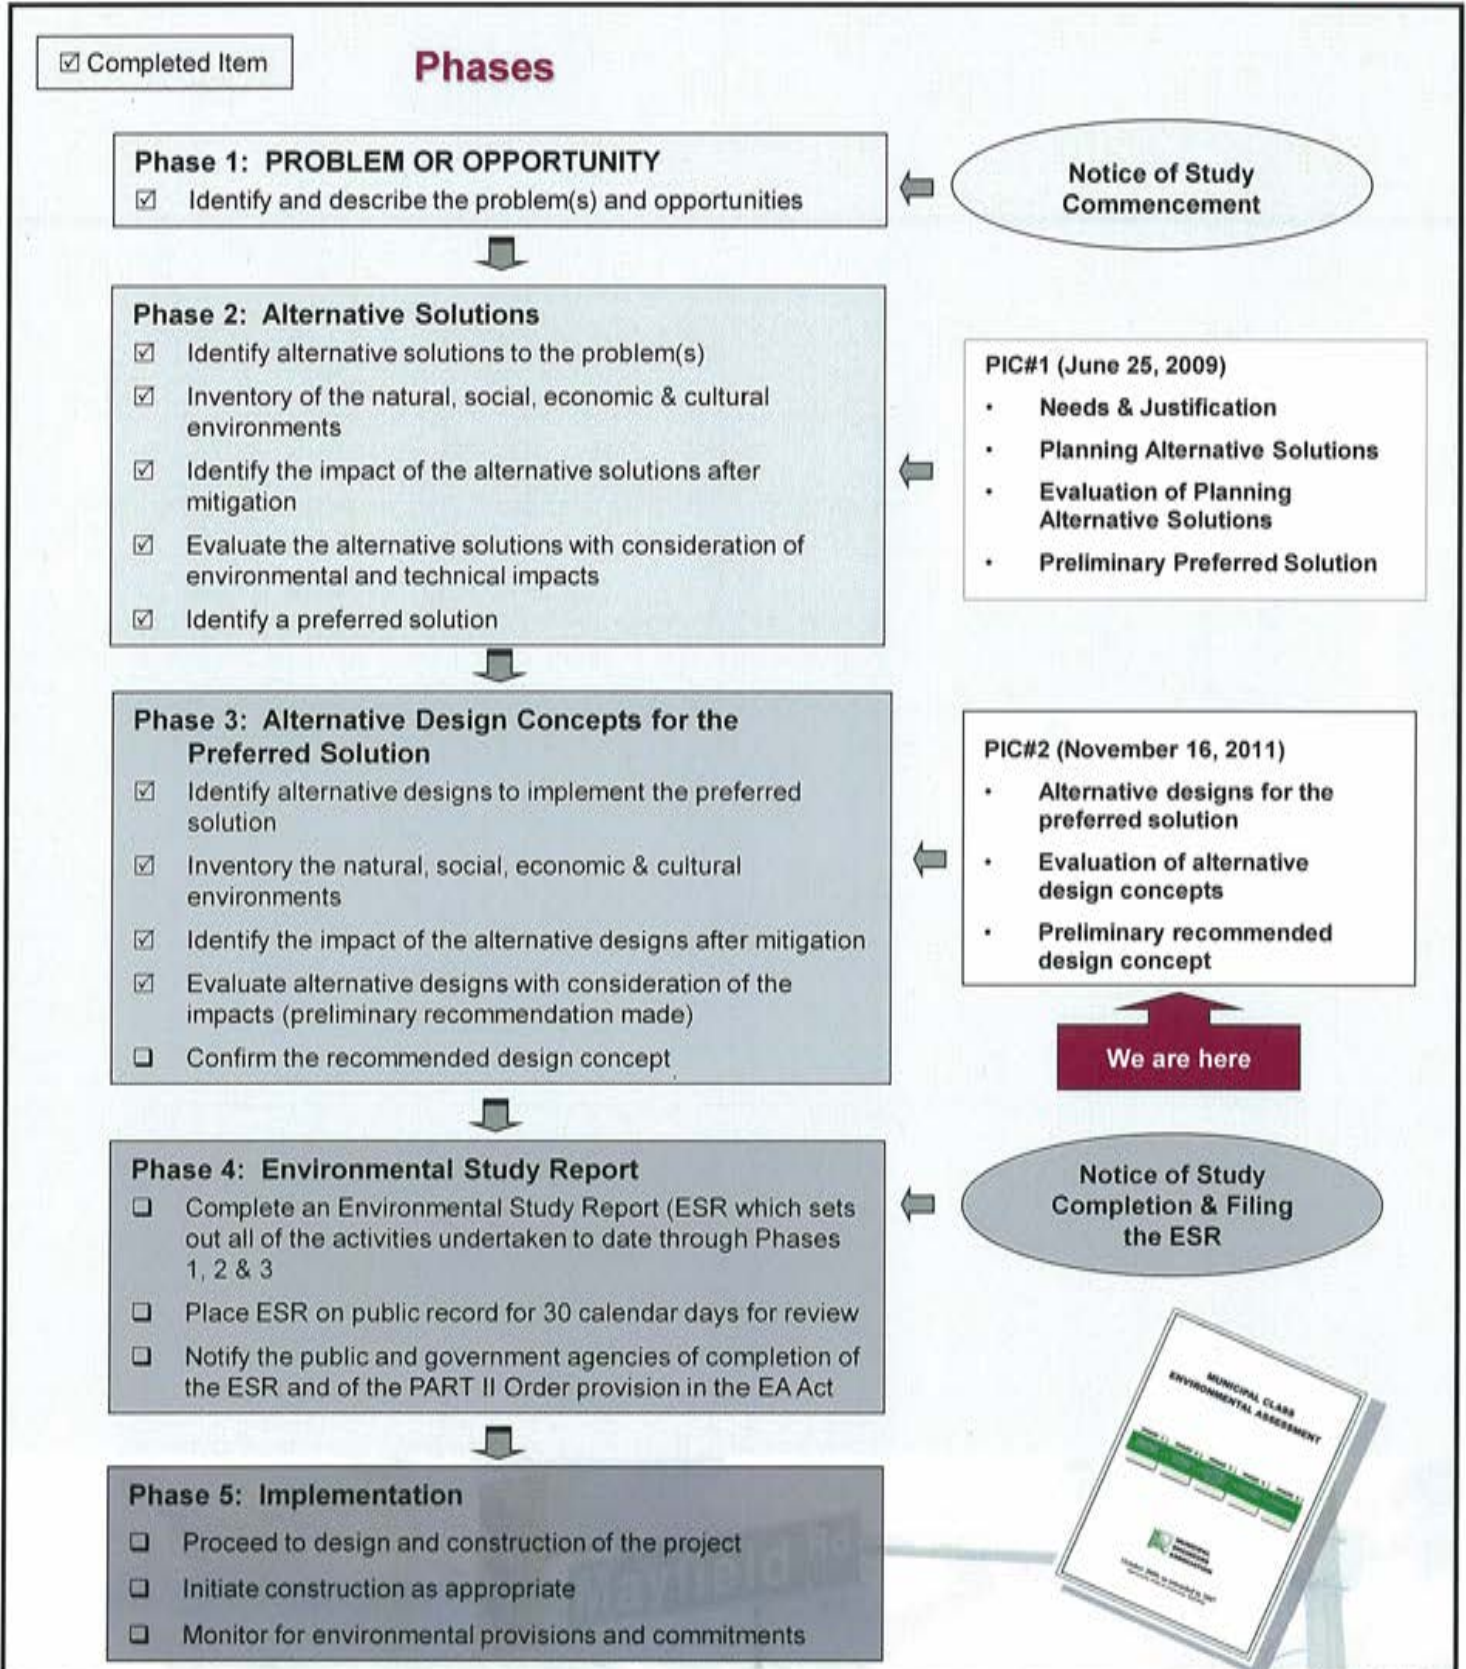 ☑ Completed Item
Phases
Phase 1: PROBLEM OR OPPORTUNITY
☑ Identify and describe the problem(s) and opportunities
Notice of Study
Commencement
Phase 2: Alternative Solutions
☑ Identify alternative solutions to the problem(s)
☑ Inventory of the natural, social, economic & cultural
environments
☑ Identify the impact of the alternative solutions after
mitigation
☑ Evaluate the alternative solutions with consideration of
environmental and technical impacts
☑ Identify a preferred solution
PIC#1 (June 25, 2009)
• Needs & Justification
• Planning Alternative Solutions
• Evaluation of Planning
Alternative Solutions
• Preliminary Preferred Solution
Phase 3: Alternative Design Concepts for the
Preferred Solution
☑ Identify alternative designs to implement the preferred
solution
☑ Inventory the natural, social, economic & cultural
environments
☑ Identify the impact of the alternative designs after mitigation
☑ Evaluate alternative designs with consideration of the
impacts (preliminary recommendation made)
❑ Confirm the recommended design concept
PIC#2 (November 16, 2011)
• Alternative designs for the
preferred solution
• Evaluation of alternative
design concepts
• Preliminary recommended
design concept
We are here
Phase 4: Environmental Study Report
❑ Complete an Environmental Study Report (ESR which sets
out all of the activities undertaken to date through Phases
1, 2 & 3
❑ Place ESR on public record for 30 calendar days for review
❑ Notify the public and government agencies of completion of
the ESR and of the PART II Order provision in the EA Act
Notice of Study
Completion & Filing
the ESR
Phase 5: Implementation
❑ Proceed to design and construction of the project
❑ Initiate construction as appropriate
❑ Monitor for environmental provisions and commitments
MUNICIPAL CLASS
ENVIRONMENTAL ASSESSMENT
MUNICIPAL
ENGINEERS
ASSOCIATION